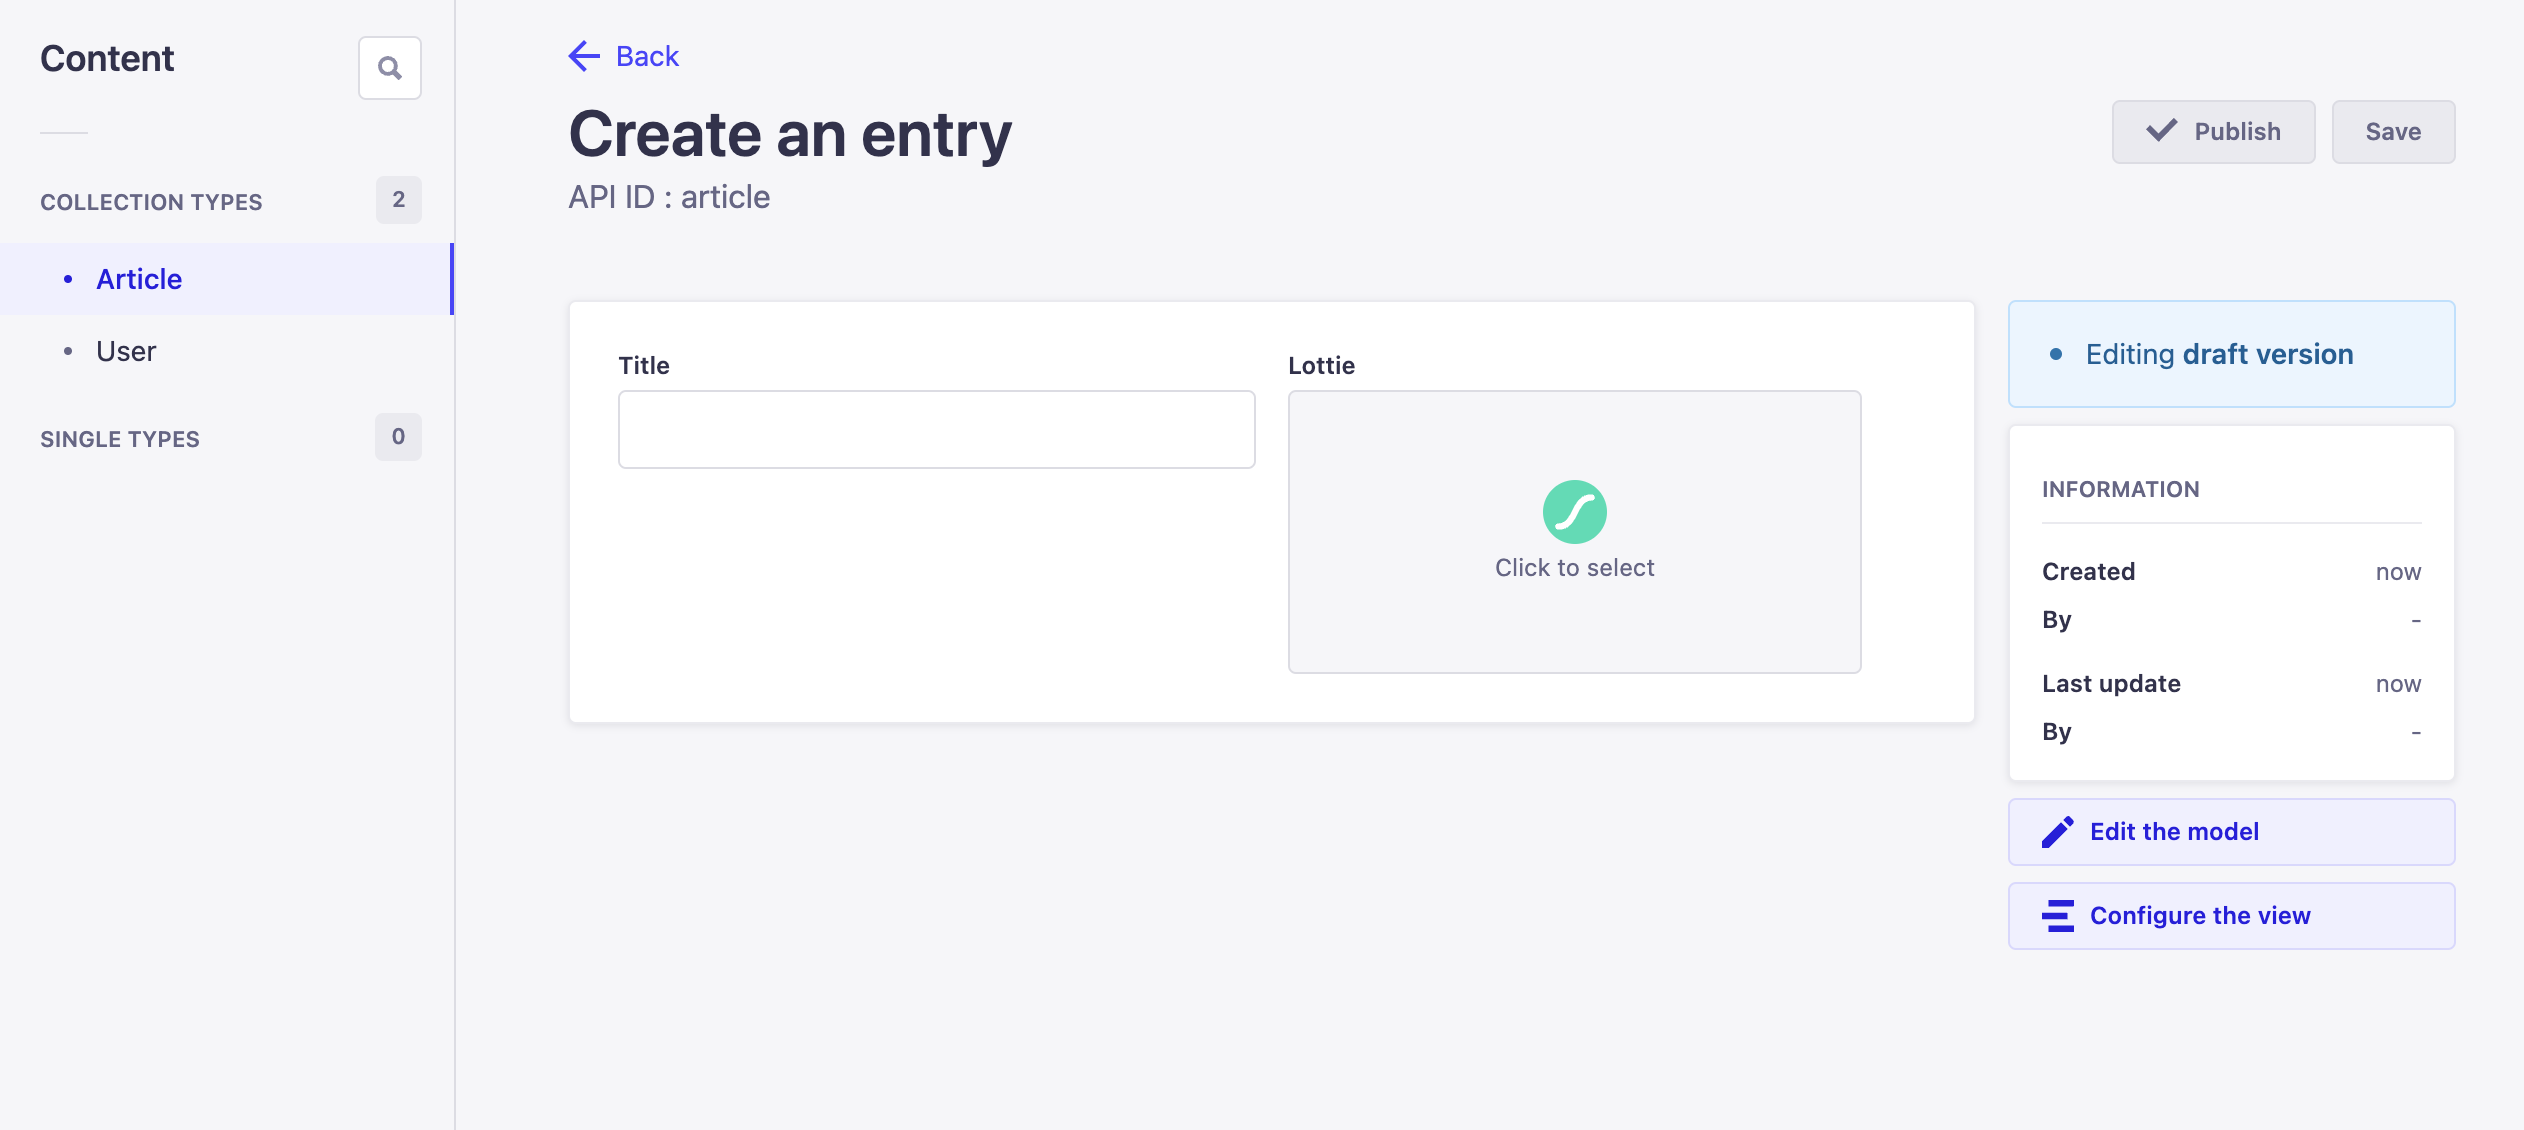 Content
COLLECTION TYPES 2
Article
User
SINGLE TYPES 0
Back
Create an entry
API ID : article
Publish
Save
Title
Lottie
Click to select
Editing draft version
INFORMATION
Created now
By -
Last update now
By -
Edit the model
Configure the view